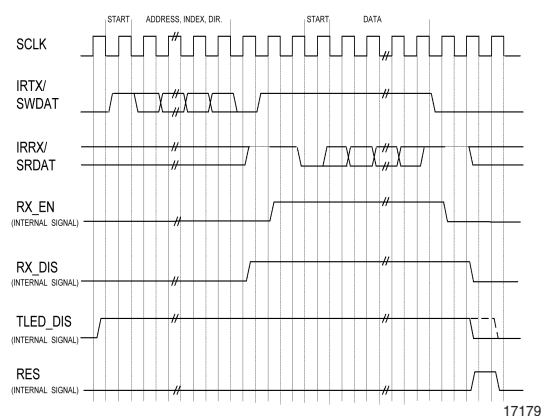 START ADDRESS, INDEX, DIR. START DATA
SCLK
IRTX/
SWDAT
IRRX/
SRDAT
RX_EN
(INTERNAL SIGNAL)
RX_DIS
(INTERNAL SIGNAL)
TLED_DIS
(INTERNAL SIGNAL)
RES
(INTERNAL SIGNAL)
17179